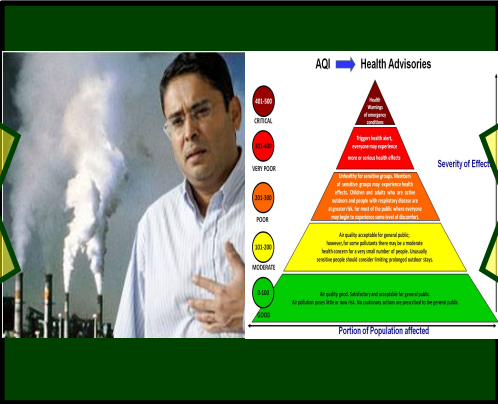 AQI Health Advisories
401-500
CRITICAL
Health
Warnings
of emergency
conditions
301-400
VERY POOR
Triggers health alert,
everyone may experience
more or serious health effects
Severity of Effect
201-300
POOR
Unhealthy for sensitive groups. Members
of sensitive groups may experience health
effects. Children and adults who are active
outdoors and people with respiratory disease are
at greater risk. For most of the public where everyone
may begin to experience some level of discomfort.
101-200
MODERATE
Air quality acceptable for general public;
however, for some pollutants there may be a moderate
health concern for a very small number of people. Unusually
sensitive people should consider limiting prolonged outdoor stays.
0-100
GOOD
Air quality good. Satisfactory and acceptable for general public.
Air pollution poses little or now risk. No cautionary actions are prescribed to the general public.
Portion of Population affected